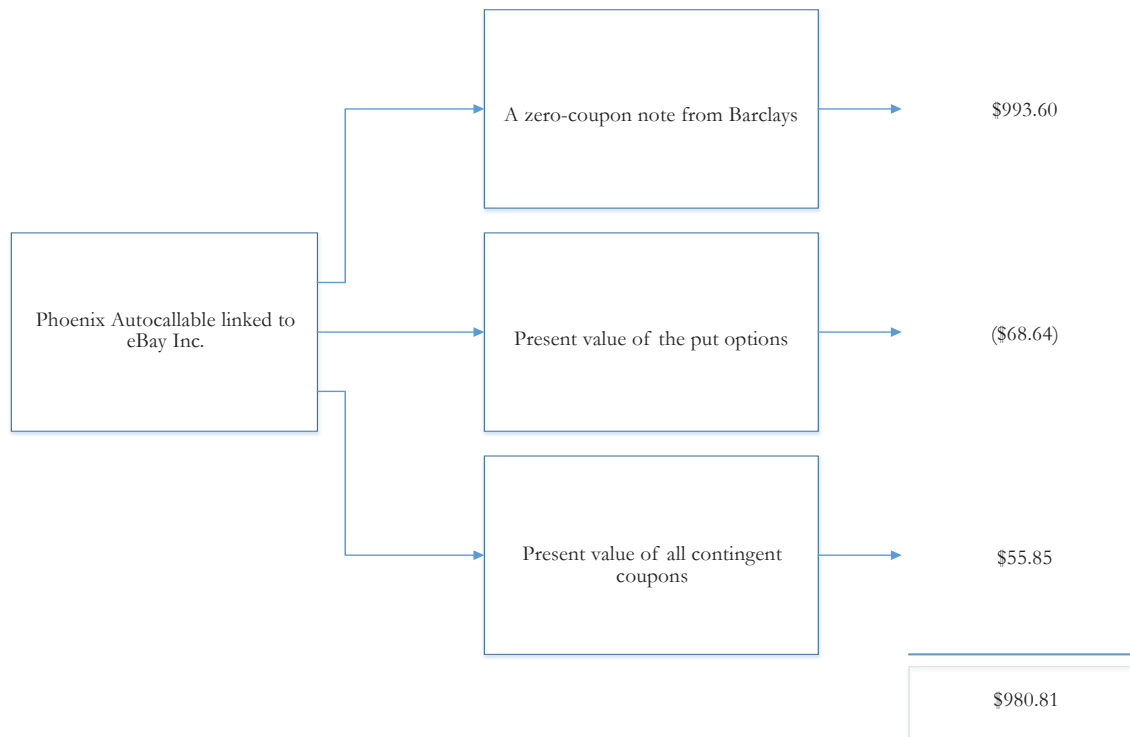 A zero-coupon note from Barclays
$993.60
Phoenix Autocallable linked to
eBay Inc.
Present value of the put options
($68.64)
Present value of all contingent
coupons
$55.85
$980.81